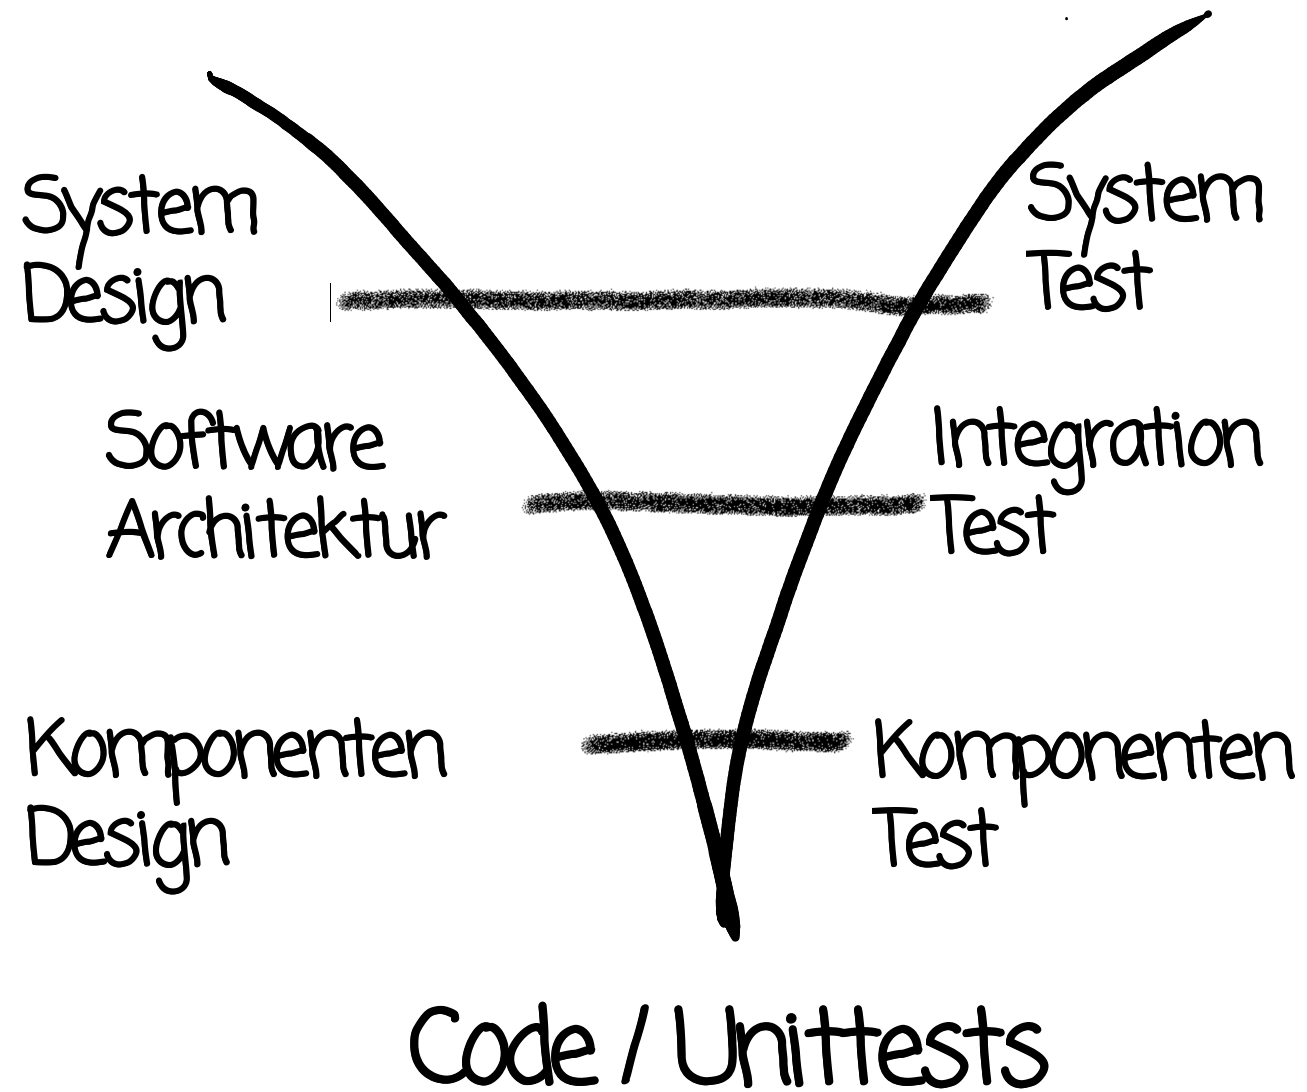 System
Design
System
Test
Software
Architektur
Integration
Test
Komponenten
Design
Komponenten
Test
Code / Unittests